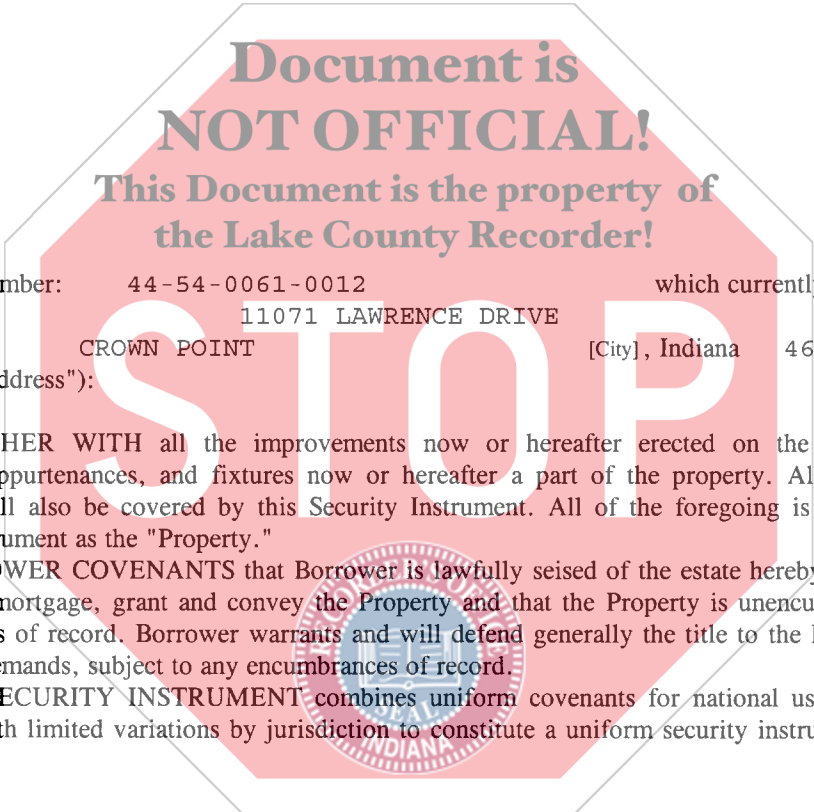 Document is
NOT OFFICIAL!
This Document is the property of
the Lake County Recorder!
mber: 44-54-0061-0012 which currently
11071 LAWRENCE DRIVE
CROWN POINT [City], Indiana 46
ddress"):
HER WITH all the improvements now or hereafter erected on the
ppurtenances, and fixtures now or hereafter a part of the property. Al
ll also be covered by this Security Instrument. All of the foregoing is
ument as the "Property."
OWER COVENANTS that Borrower is lawfully seised of the estate hereby
mortgage, grant and convey the Property and that the Property is unencu
s of record. Borrower warrants and will defend generally the title to the
emands, subject to any encumbrances of record.
ECURITY INSTRUMENT combines uniform covenants for national us
th limited variations by jurisdiction to constitute a uniform security instru
STOP
RECORDER'S OFFICE
SEAL
INDIANA